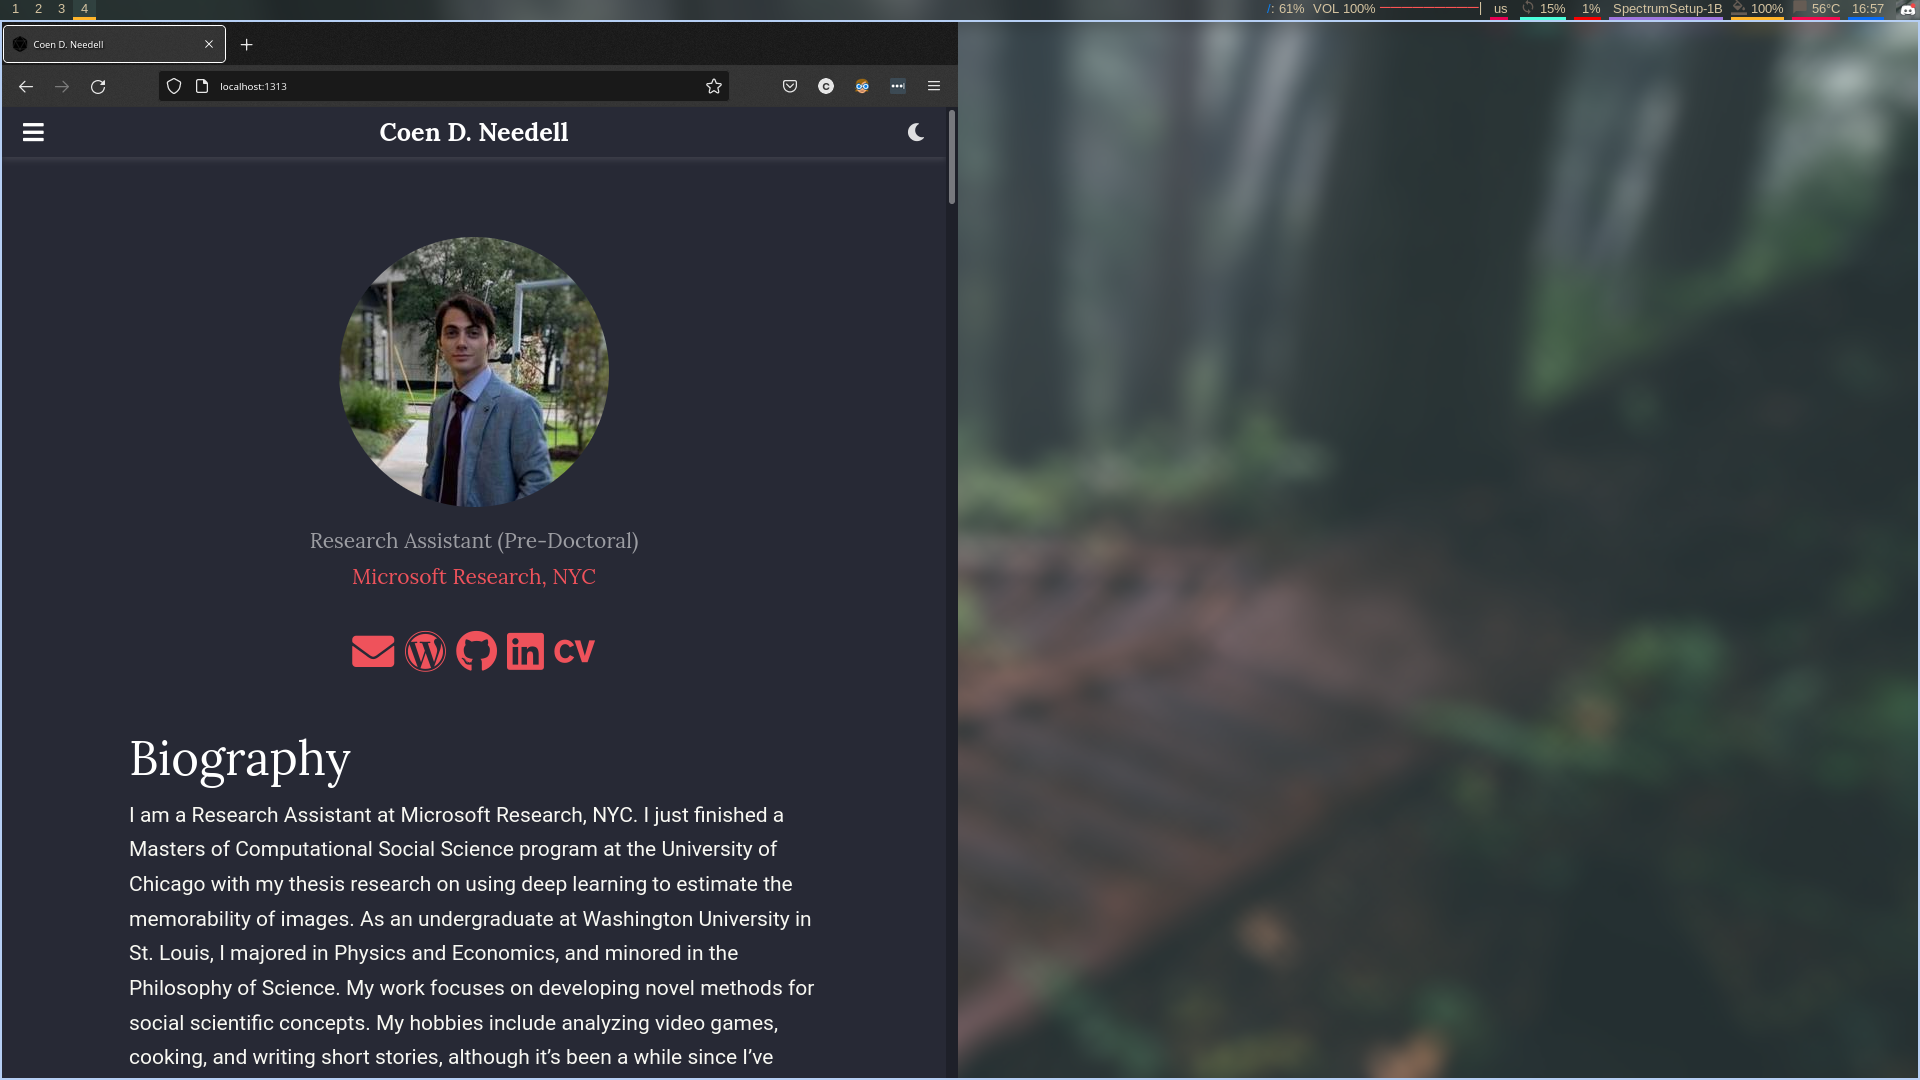 1 2 3 4
/: 61% VOL 100% us 15% 1% SpectrumSetup-1B 100% 56°C 16:57
Coen D. Needell
localhost:1313
C
Coen D. Needell
Research Assistant (Pre-Doctoral)
Microsoft Research, NYC
in CV
Biography
I am a Research Assistant at Microsoft Research, NYC. I just finished a
Masters of Computational Social Science program at the University of
Chicago with my thesis research on using deep learning to estimate the
memorability of images. As an undergraduate at Washington University in
St. Louis, I majored in Physics and Economics, and minored in the
Philosophy of Science. My work focuses on developing novel methods for
social scientific concepts. My hobbies include analyzing video games,
cooking, and writing short stories, although it’s been a while since I’ve